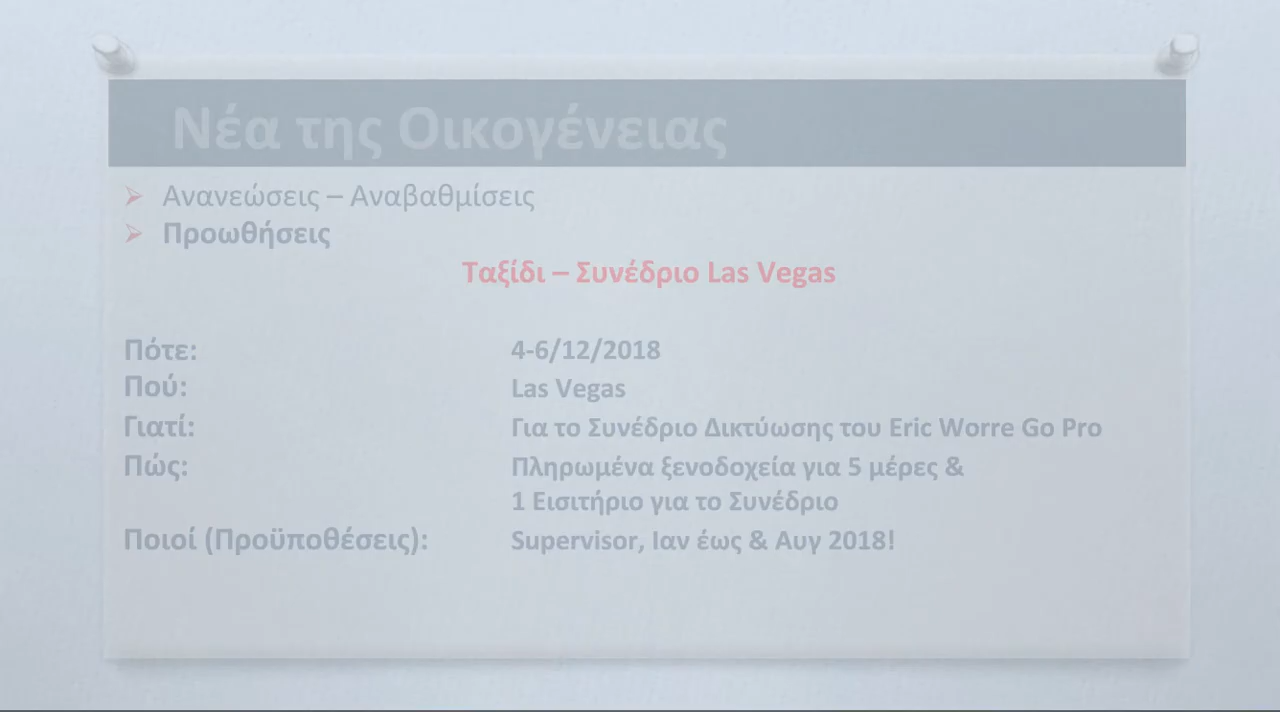 Νέα της Οικογένειας
Ανανεώσεις – Αναβαθμίσεις
Προωθήσεις
Ταξίδι – Συνέδριο Las Vegas
Πότε: 4-6/12/2018
Πού: Las Vegas
Γιατί: Για το Συνέδριο Δικτύωσης του Eric Worre Go Pro
Πώς: Πληρωμένα ξενοδοχεία για 5 μέρες &
1 Εισιτήριο για το Συνέδριο
Ποιοί (Προϋποθέσεις): Supervisor, Ιαν έως & Αυγ 2018!